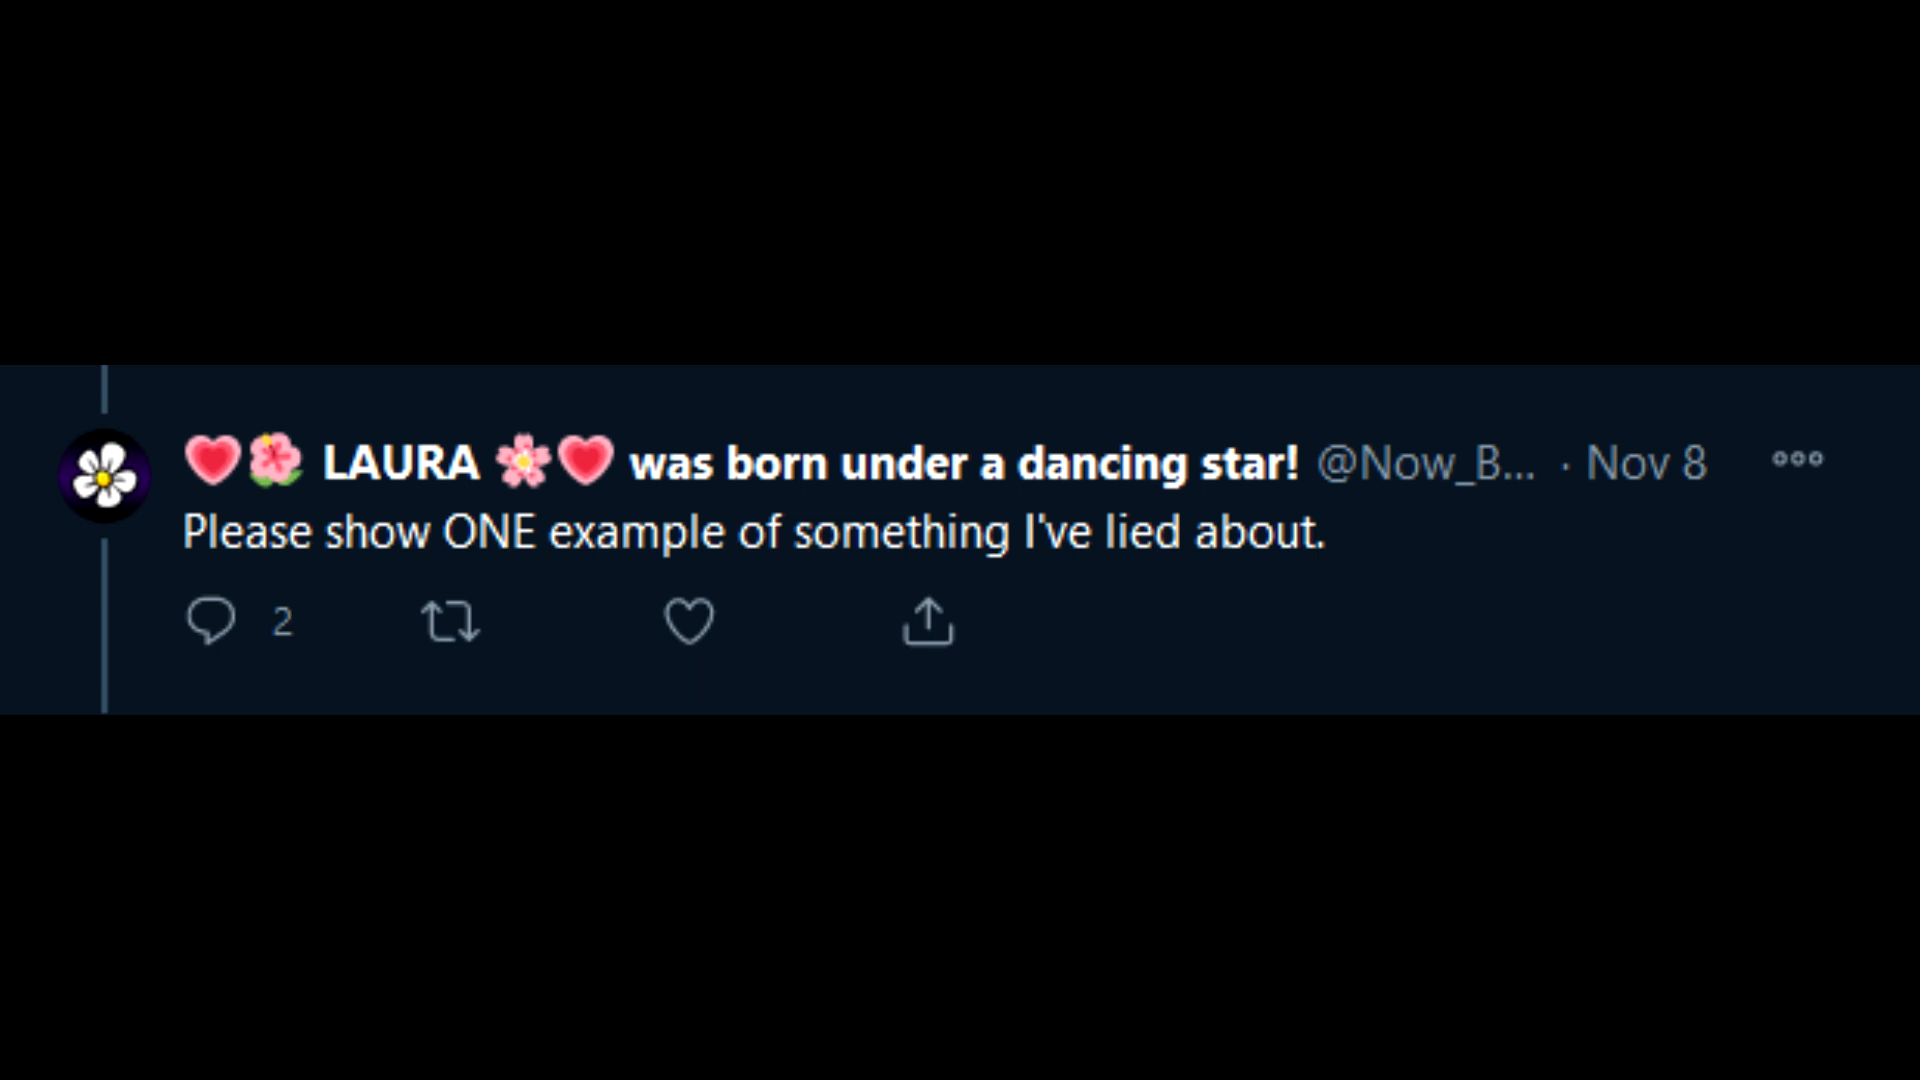 ❤️🌺 LAURA 🌸❤️ was born under a dancing star! @Now_B... · Nov 8
Please show ONE example of something I've lied about.
2